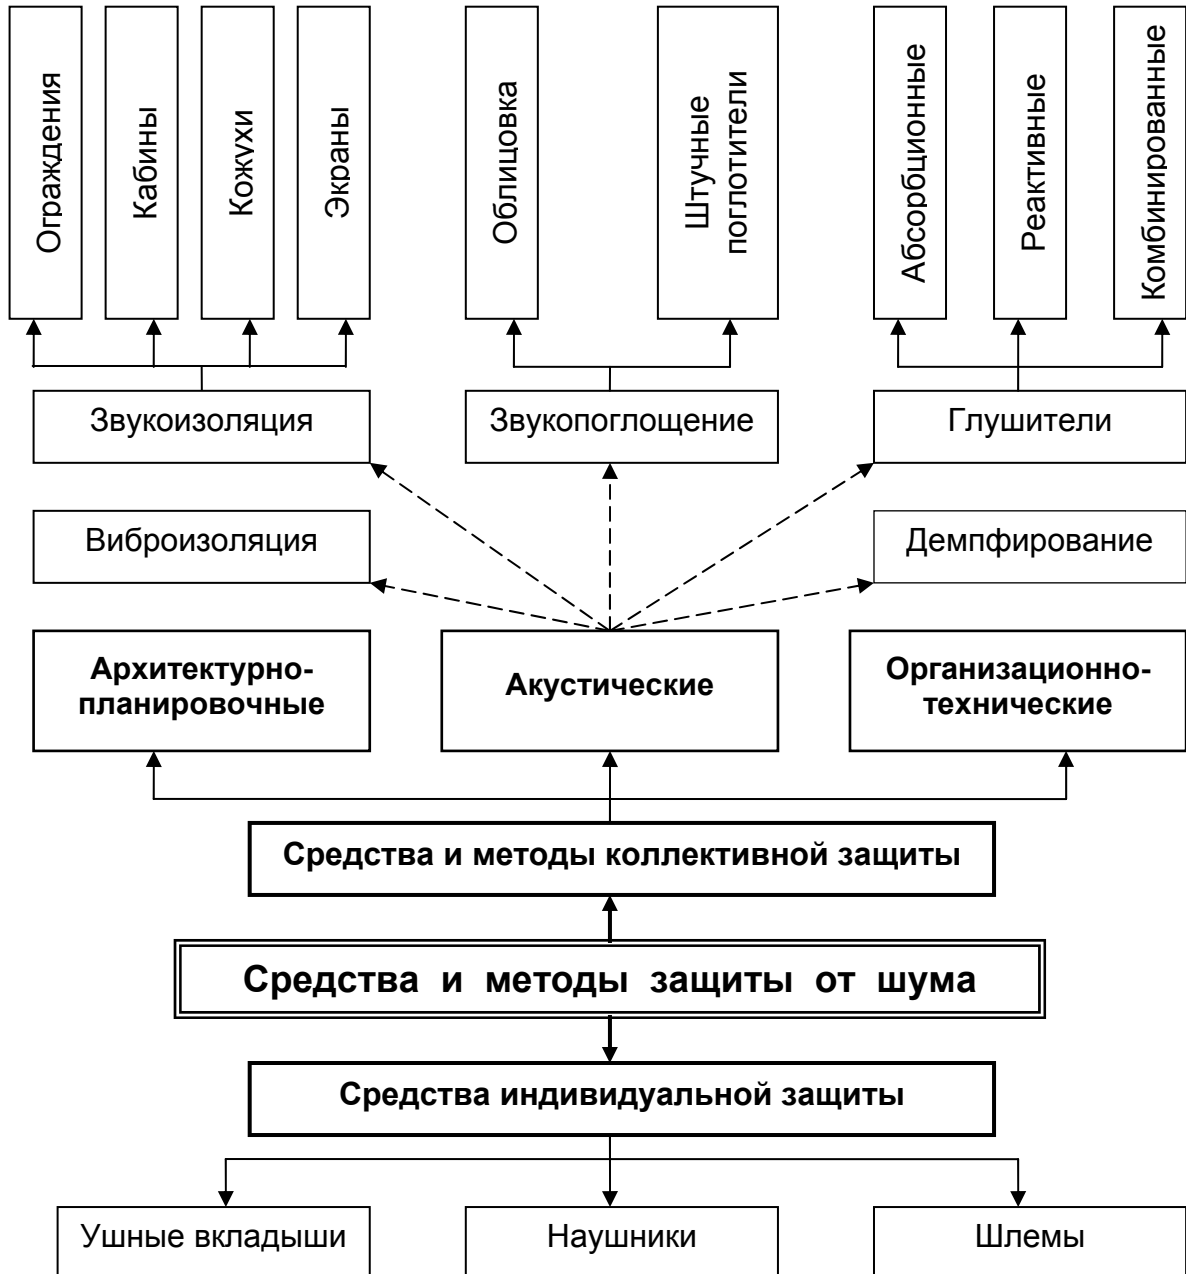 Ограждения
Кабины
Кожухи
Экраны
Облицовка
Штучные
поглотители
Абсорбционные
Реактивные
Комбинированные
Звукоизоляция
Звукопоглощение
Глушители
Виброизоляция
Демпфирование
Архитектурно-
планировочные
Акустические
Организационно-
технические
Средства и методы коллективной защиты
Средства и методы защиты от шума
Средства индивидуальной защиты
Ушные вкладыши
Наушники
Шлемы